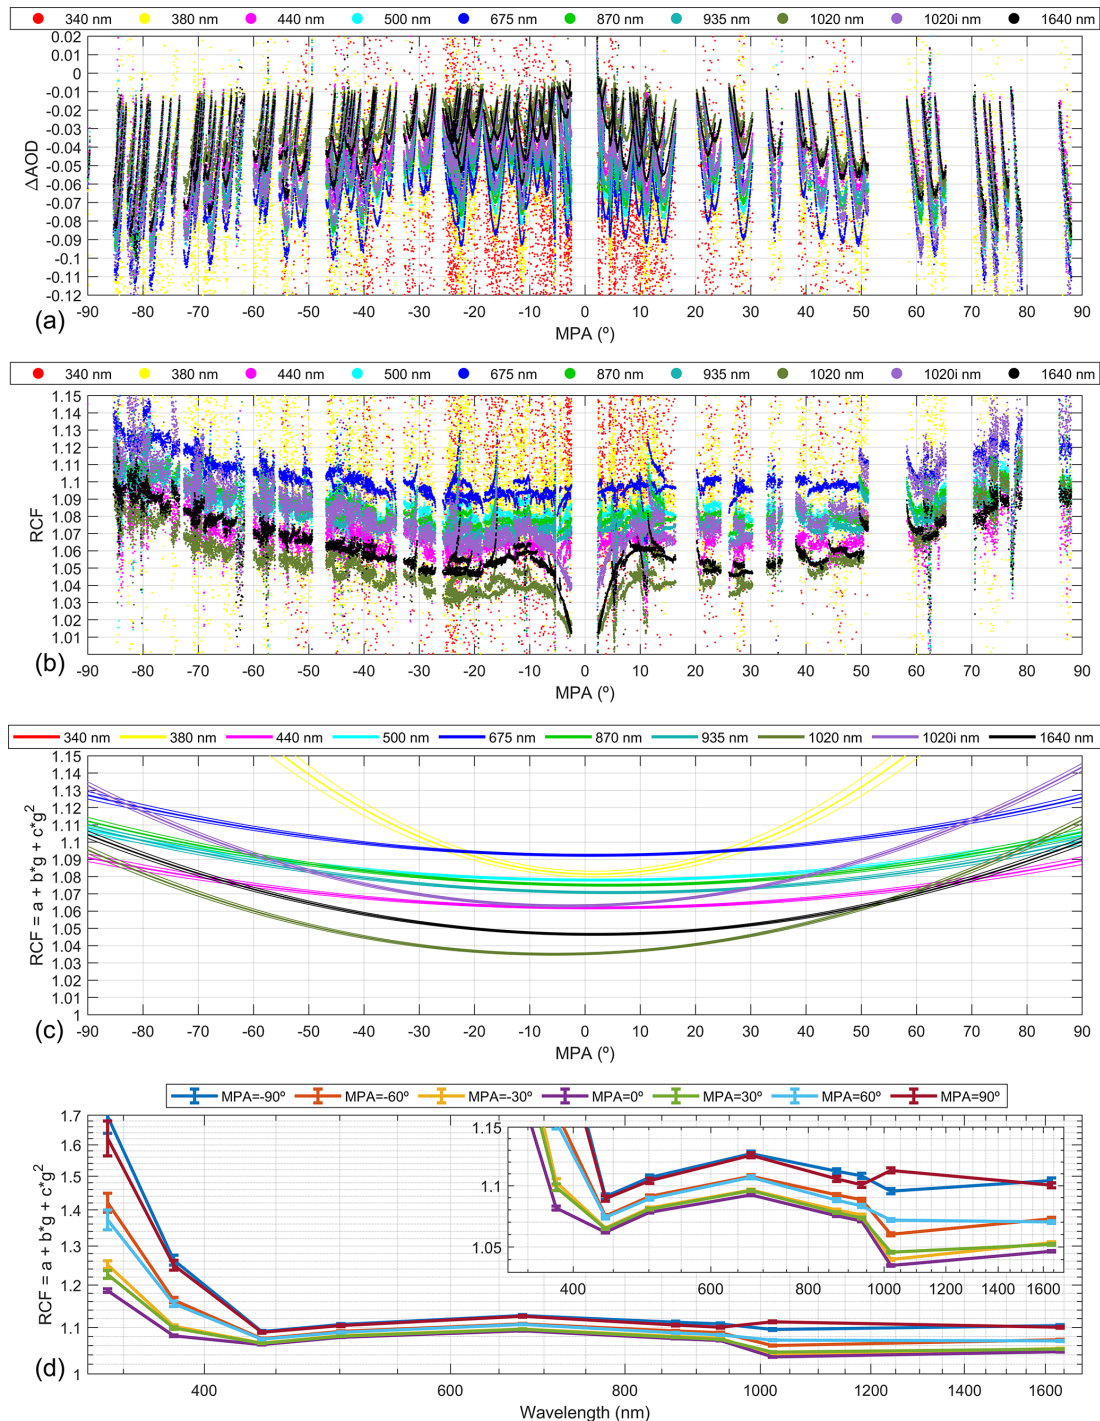 340 nm 380 nm 440 nm 500 nm 675 nm 870 nm 935 nm 1020 nm 1020i nm 1640 nm
0.02
0.01
0
-0.01
-0.02
-0.03
-0.04
-0.05
-0.06
-0.07
-0.08
-0.09
-0.1
-0.11
-0.12
ΔAOD
-90 -80 -70 -60 -50 -40 -30 -20 -10 0 10 20 30 40 50 60 70 80 90
(a)
MPA (º)
340 nm 380 nm 440 nm 500 nm 675 nm 870 nm 935 nm 1020 nm 1020i nm 1640 nm
1.15
1.14
1.13
1.12
1.11
1.1
1.09
1.08
1.07
1.06
1.05
1.04
1.03
1.02
1.01
RCF
-90 -80 -70 -60 -50 -40 -30 -20 -10 0 10 20 30 40 50 60 70 80 90
(b)
MPA (º)
340 nm 380 nm 440 nm 500 nm 675 nm 870 nm 935 nm 1020 nm 1020i nm 1640 nm
1.15
1.14
1.13
1.12
1.11
1.1
1.09
1.08
1.07
1.06
1.05
1.04
1.03
1.02
1.01
1
RCF = a + b*g + c*g²
-90 -80 -70 -60 -50 -40 -30 -20 -10 0 10 20 30 40 50 60 70 80 90
(c)
MPA (º)
MPA=-90º MPA=-60º MPA=-30º MPA=0º MPA=30º MPA=60º MPA=90º
1.7
1.6
1.5
1.4
1.3
1.2
1.1
1
RCF = a + b*g + c*g²
1.15
1.1
1.05
400 600 800 1000 1200 1400 1600
400 600 800 1000 1200 1400 1600
(d)
Wavelength (nm)